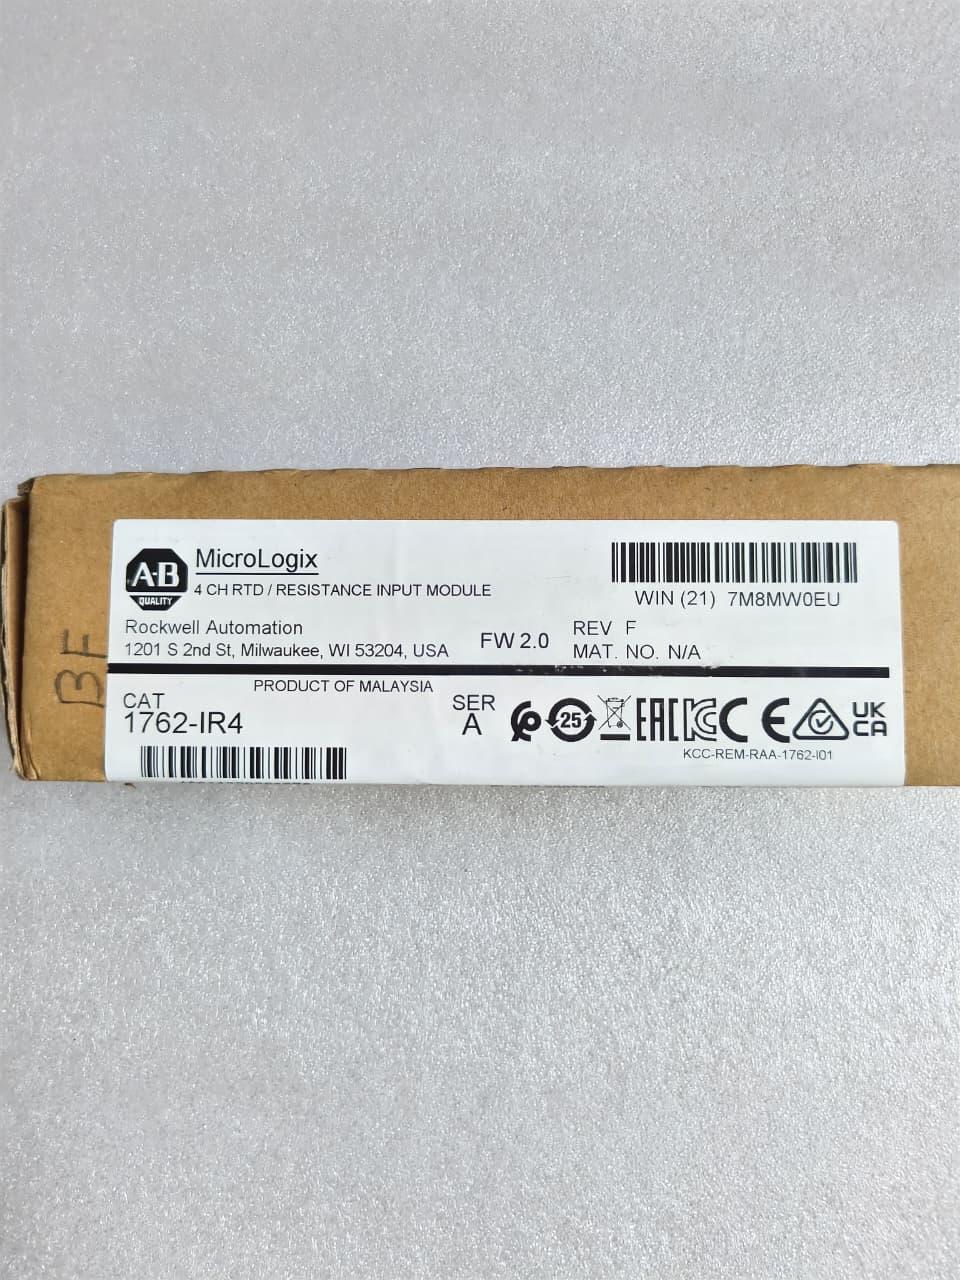 A-B
QUALITY
MicroLogix
4 CH RTD / RESISTANCE INPUT MODULE
WIN (21) 7M8MW0EU
Rockwell Automation
1201 S 2nd St, Milwaukee, WI 53204, USA
FW 2.0
REV F
MAT. NO. N/A
PRODUCT OF MALAYSIA
CAT
1762-IR4
SER
A
25
EAC
KC
CE
UK
CA
KCC-REM-RAA-1762-I01
BF